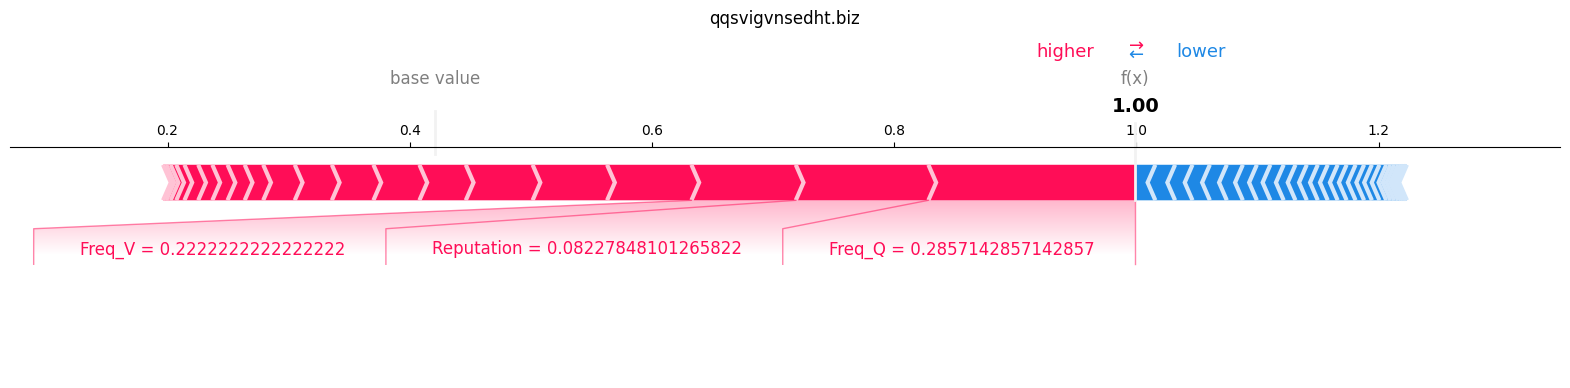 qqsvigvnsedht.biz
higher ⇄ lower
base value f(x)
1.00
0.2 0.4 0.6 0.8 1.0 1.2
Freq_V = 0.2222222222222222 Reputation = 0.08227848101265822 Freq_Q = 0.2857142857142857